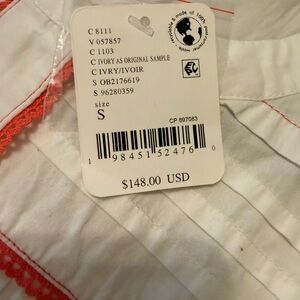 C 8111
V 057857
C 1103
C IVORY AS ORIGINAL SAMPLE
C IVRY/IVOIR
S OB2176619
S 96280359
size
S
CP 897083
1 98451 52476 0
$148.00 USD